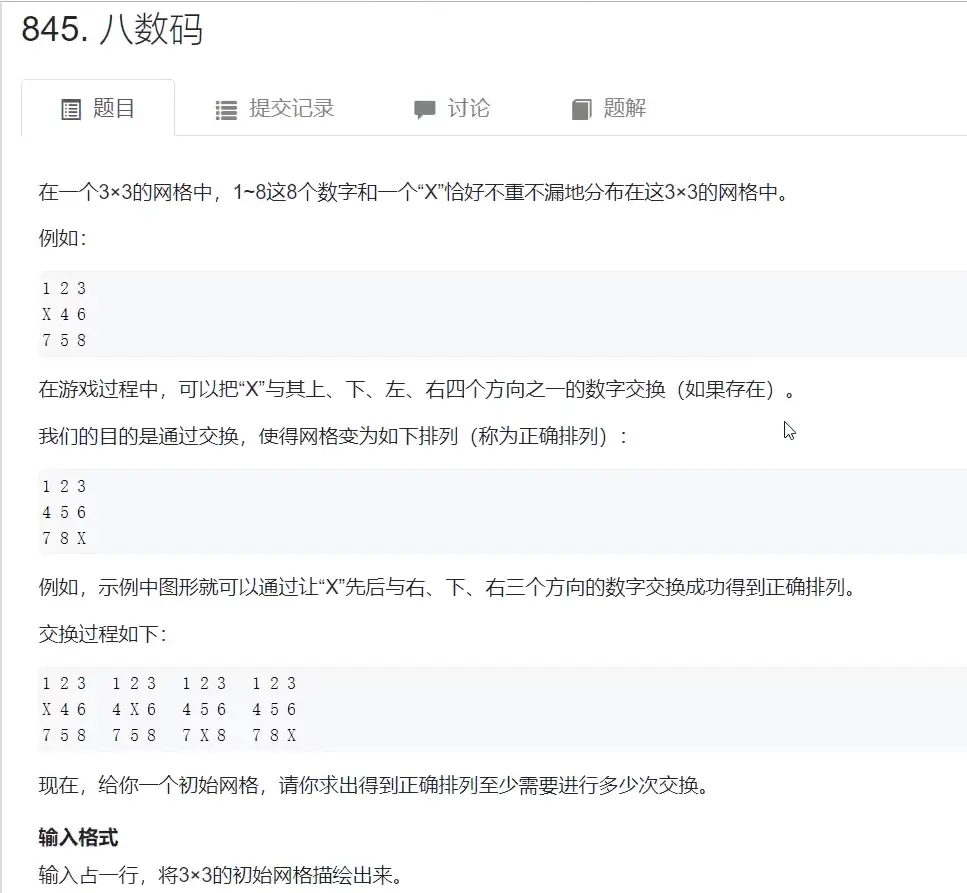 845. 八数码
题目 提交记录 讨论 题解
在一个3×3的网格中，1~8这8个数字和一个“X”恰好不重不漏地分布在这3×3的网格中。
例如：
1 2 3
X 4 6
7 5 8
在游戏过程中，可以把“X”与其上、下、左、右四个方向之一的数字交换（如果存在）。
我们的目的是通过交换，使得网格变为如下排列（称为正确排列）：
1 2 3
4 5 6
7 8 X
例如，示例中图形就可以通过让“X”先后与右、下、右三个方向的数字交换成功得到正确排列。
交换过程如下：
1 2 3 1 2 3 1 2 3 1 2 3
X 4 6 4 X 6 4 5 6 4 5 6
7 5 8 7 5 8 7 X 8 7 8 X
现在，给你一个初始网格，请你求出得到正确排列至少需要进行多少次交换。
输入格式
输入占一行，将3×3的初始网格描绘出来。